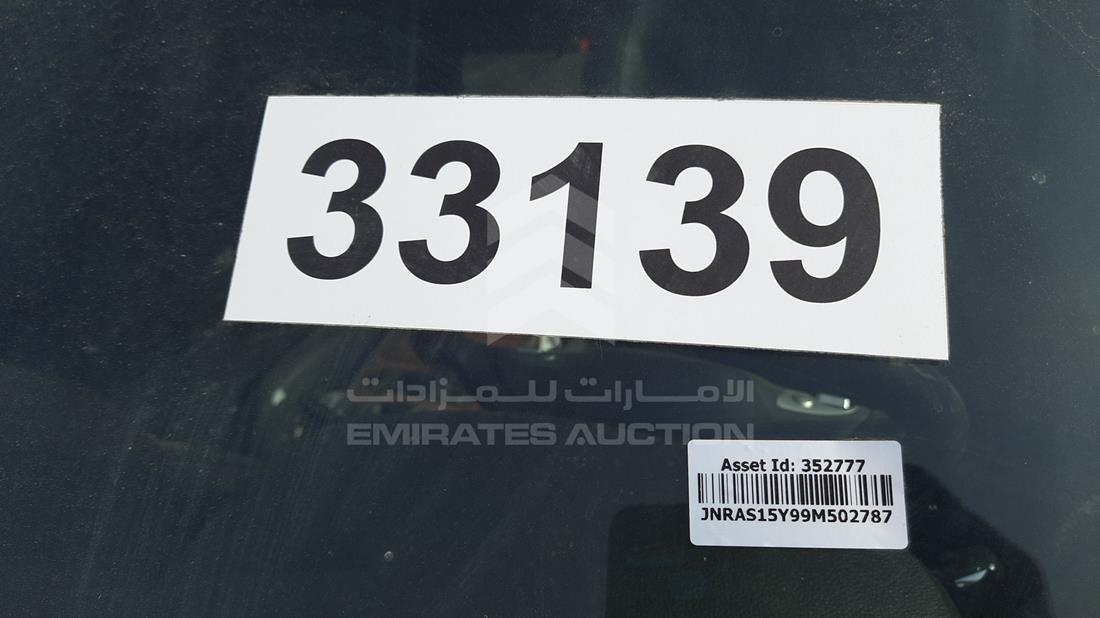 33139
الامارات للمزادات
EMIRATES AUCTION
Asset Id: 352777
JNRAS15Y99M502787